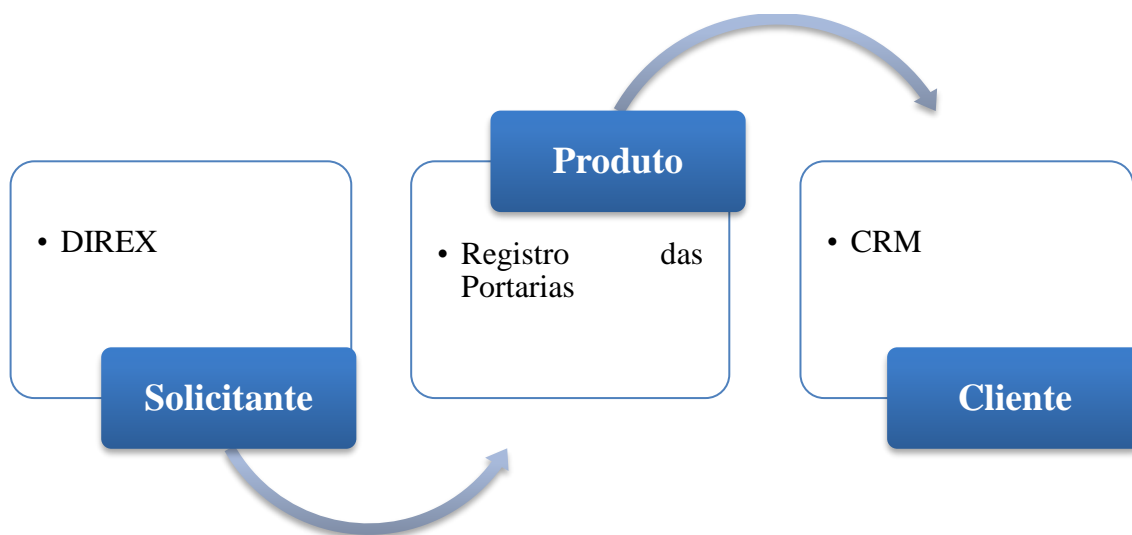 • DIREX
Solicitante
Produto
• Registro das
Portarias
• CRM
Cliente